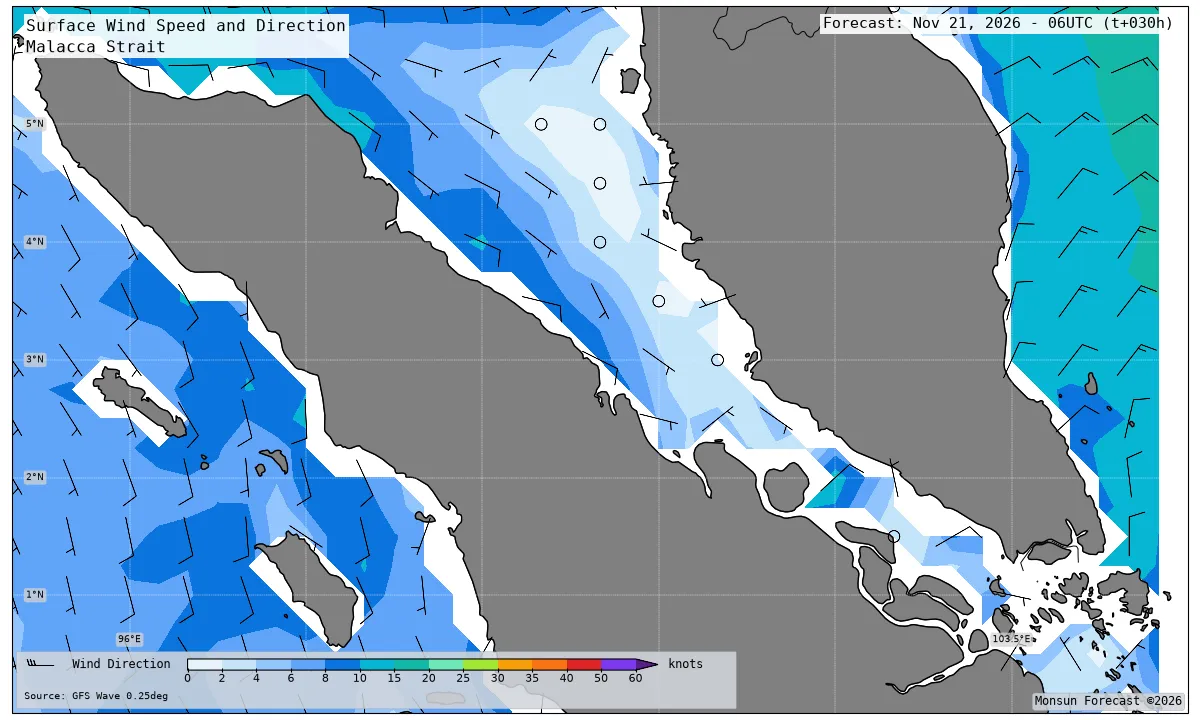 Surface Wind Speed and Direction
Malacca Strait
Forecast: Nov 21, 2026 - 06UTC (t+030h)
5°N
4°N
3°N
2°N
1°N
96°E
103.5°E
Wind Direction
0 2 4 6 8 10 15 20 25 30 35 40 50 60
knots
Source: GFS Wave 0.25deg
Monsun Forecast ©2026